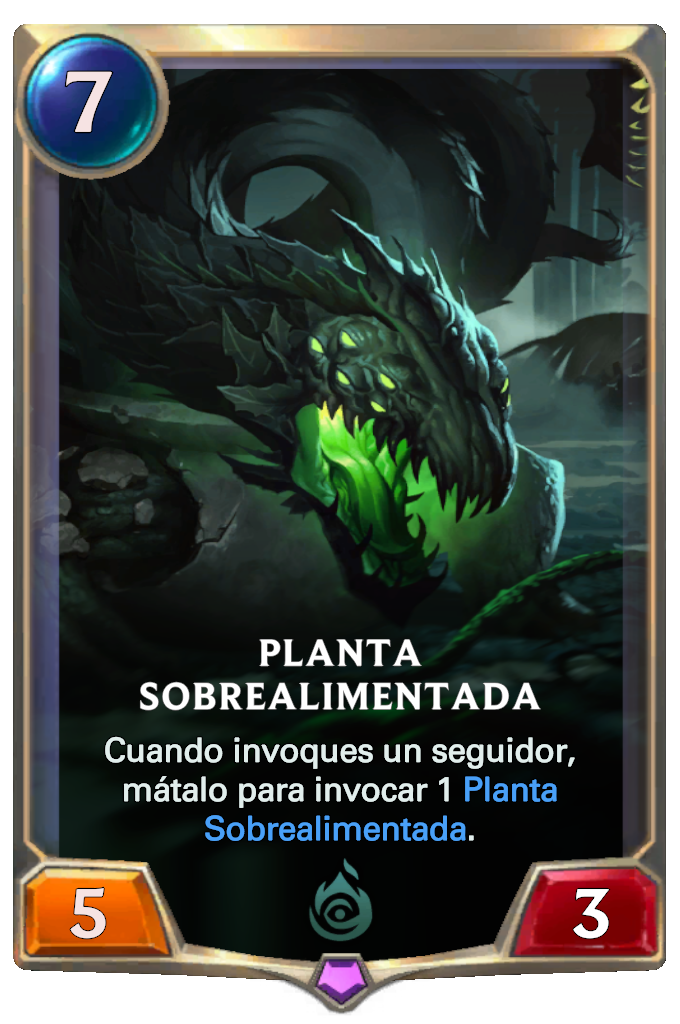 7
PLANTA
SOBREALIMENTADA
Cuando invoques un seguidor,
mátalo para invocar 1 Planta
Sobrealimentada.
5
3